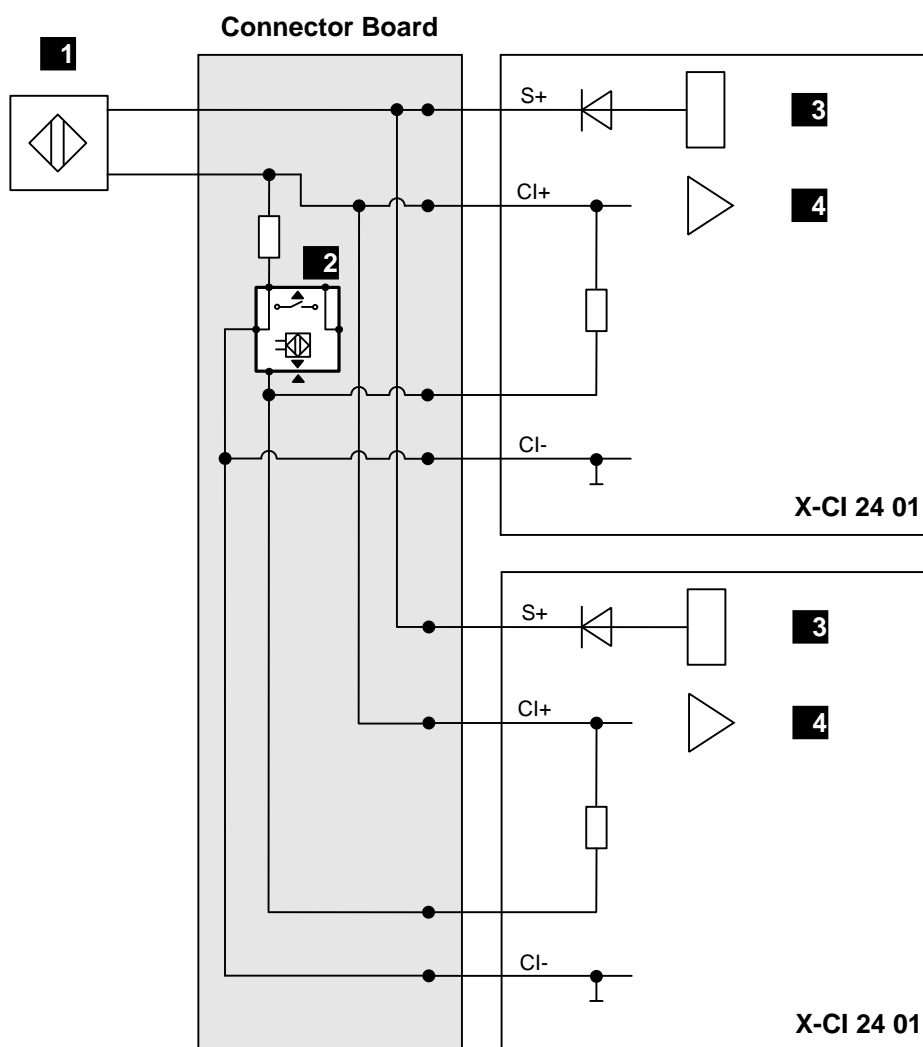 Connector Board
1
S+
3
CI+
4
2
CI-
X-CI 24 01
S+
3
CI+
4
CI-
X-CI 24 01